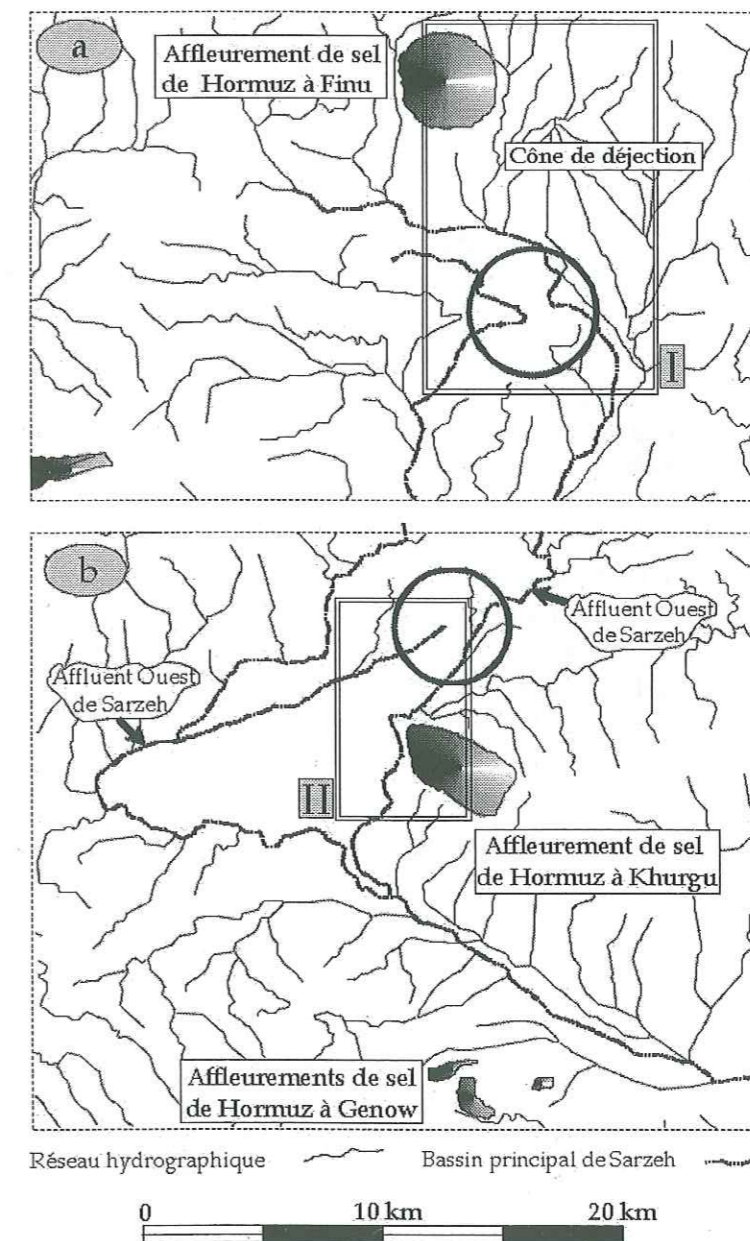 a
Affleurement de sel
de Hormuz à Finu
Cône de déjection
I
b
Affluent Ouest
de Sarzeh
Affluent Ouest
de Sarzeh
II
Affleurement de sel
de Hormuz à Khurgu
Affleurements de sel
de Hormuz à Genow
Réseau hydrographique
Bassin principal de Sarzeh
0 10 km 20 km